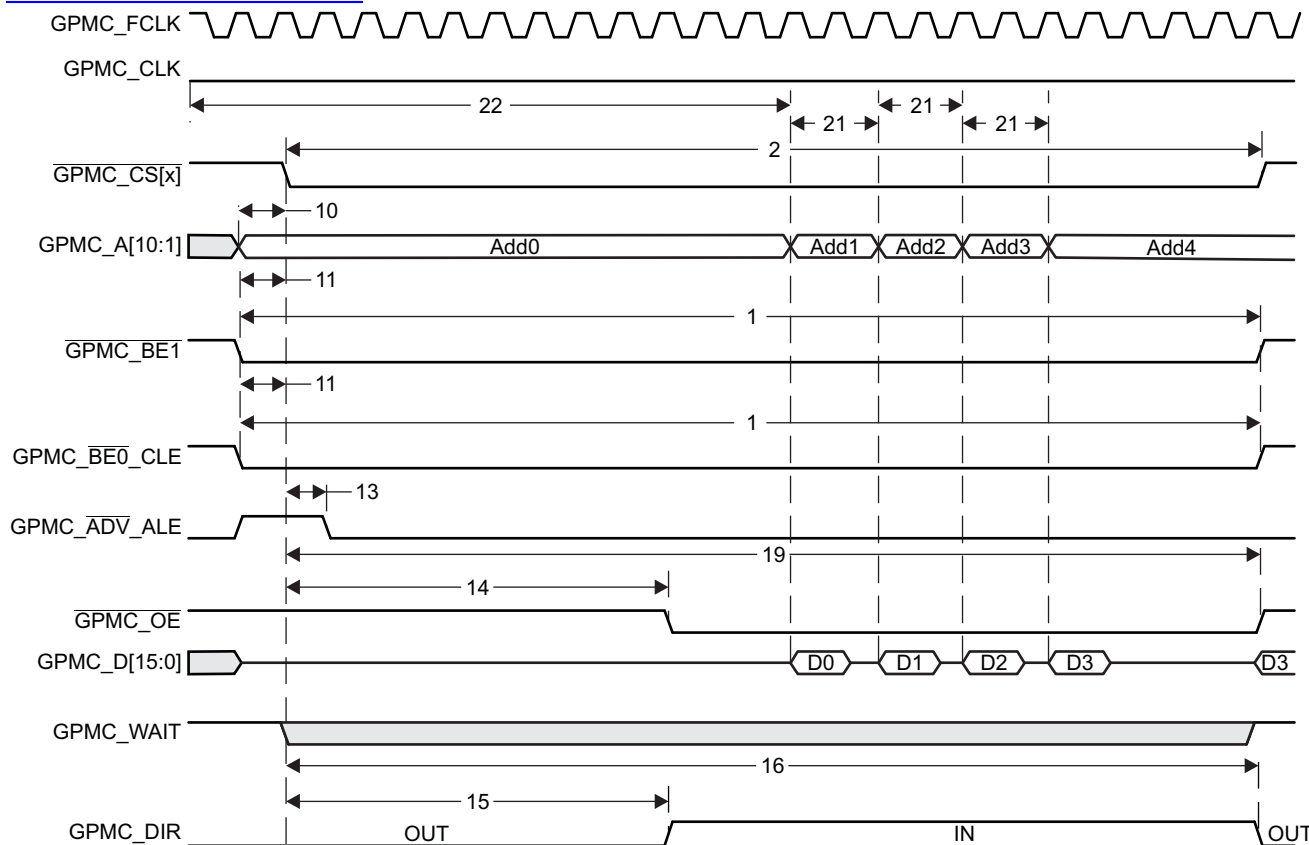 GPMC_FCLK
GPMC_CLK
22
21
21
21
2
GPMC_CS[x]
10
GPMC_A[10:1]
Add0
Add1
Add2
Add3
Add4
11
1
GPMC_BE1
11
1
GPMC_BE0_CLE
13
GPMC_ADV_ALE
19
14
GPMC_OE
GPMC_D[15:0]
D0
D1
D2
D3
D3
GPMC_WAIT
16
15
GPMC_DIR
OUT
IN
OUT